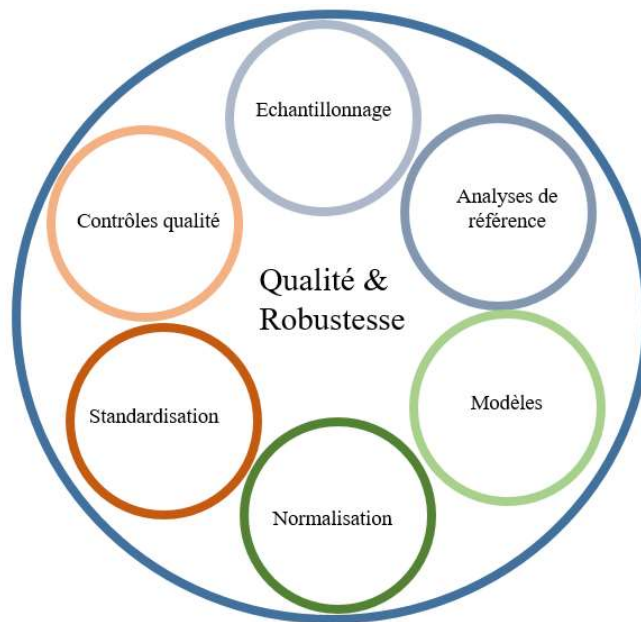 Echantillonnage
Analyses de
référence
Contrôles qualité
Qualité &
Robustesse
Modèles
Standardisation
Normalisation